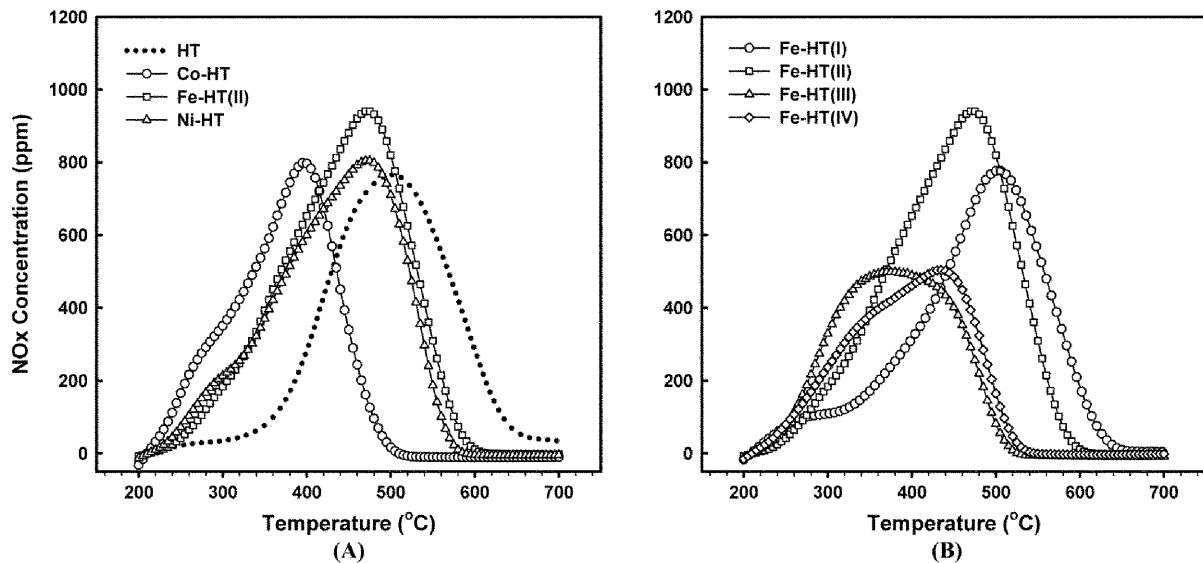 1200
1000
800
600
400
200
0
NOx Concentration (ppm)
HT
Co-HT
Fe-HT(II)
Ni-HT
200 300 400 500 600 700
Temperature (°C)
(A)
1200
1000
800
600
400
200
0
Fe-HT(I)
Fe-HT(II)
Fe-HT(III)
Fe-HT(IV)
200 300 400 500 600 700
Temperature (°C)
(B)